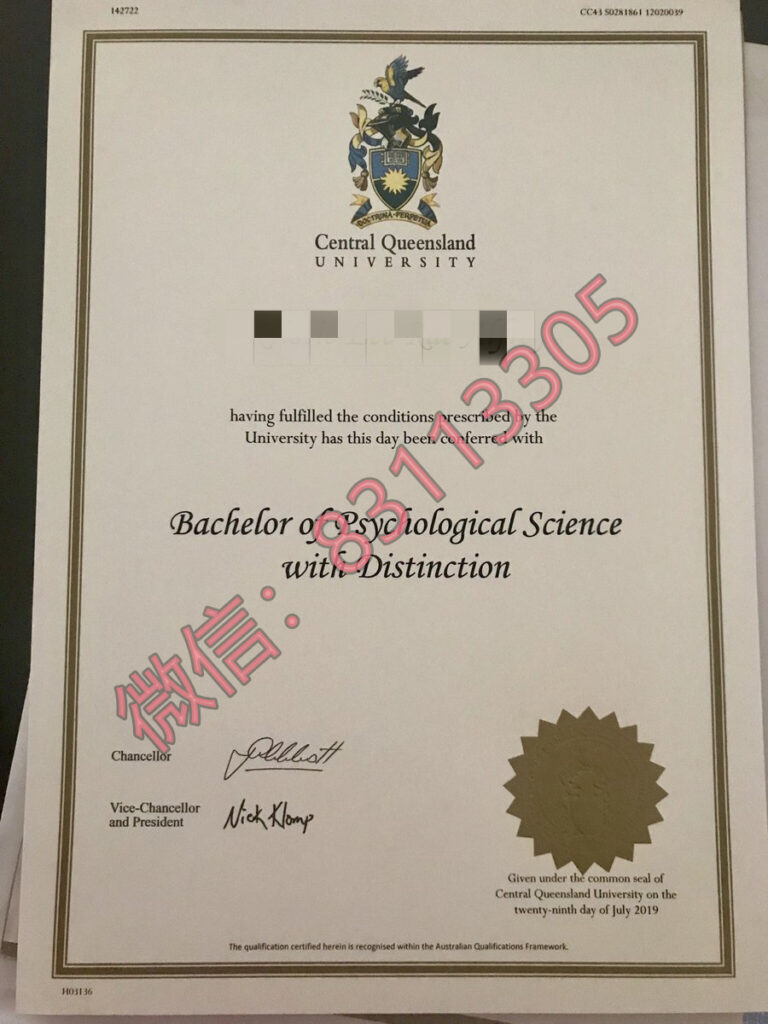 142722
CC43 S0281861 12020039
DOCTRINA PERPETUA
Central Queensland
UNIVERSITY
having fulfilled the conditions prescribed by the
University has this day been conferred with
Bachelor of Psychological Science
with Distinction
微信：83113305
Chancellor
Vice-Chancellor
and President
Nick Klomp
Given under the common seal of
Central Queensland University on the
twenty-ninth day of July 2019
The qualification certified herein is recognised within the Australian Qualifications Framework.
H03136